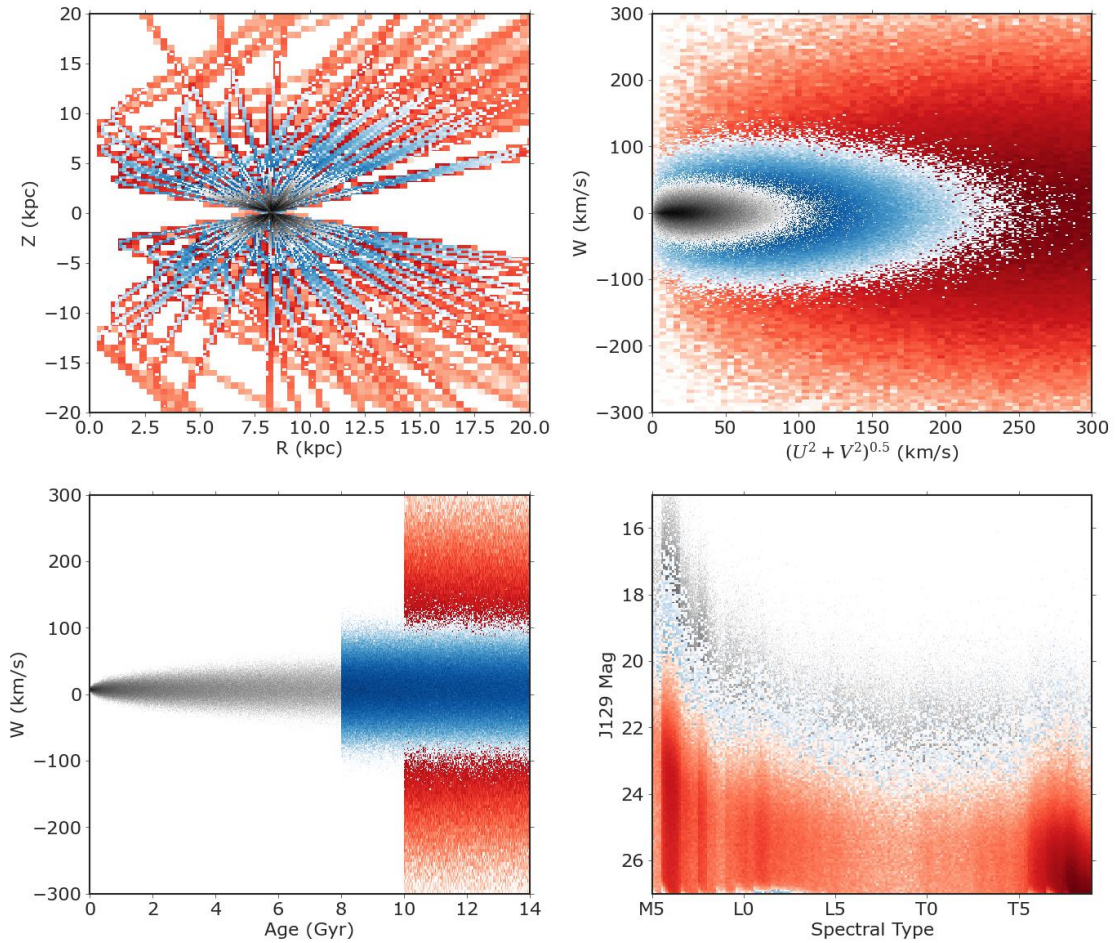 20
15
10
5
0
−5
−10
−15
−20
Z (kpc)
0.0 2.5 5.0 7.5 10.0 12.5 15.0 17.5 20.0
R (kpc)
300
200
100
0
−100
−200
−300
W (km/s)
0 50 100 150 200 250 300
(U² + V²)^0.5 (km/s)
300
200
100
0
−100
−200
−300
W (km/s)
0 2 4 6 8 10 12 14
Age (Gyr)
16
18
20
22
24
26
J129 Mag
M5 L0 L5 T0 T5
Spectral Type